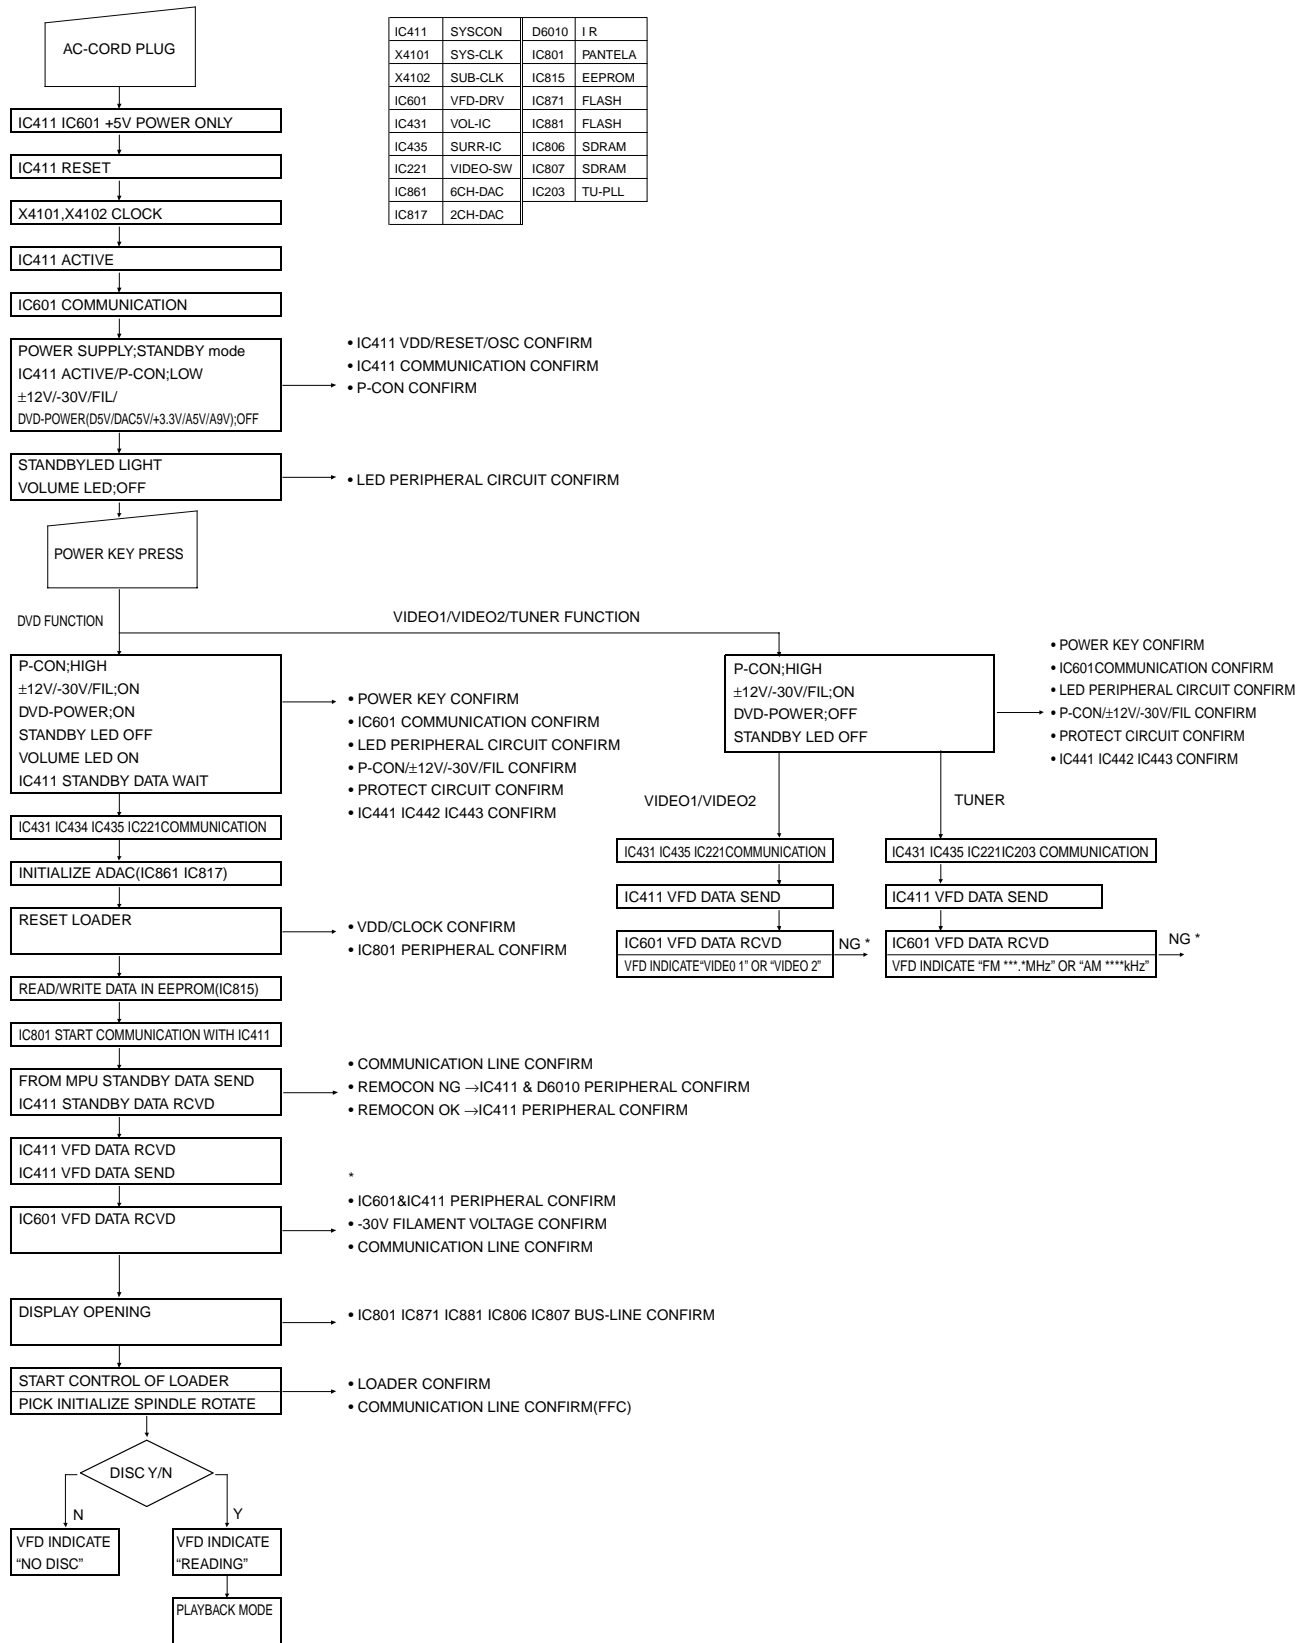 AC-CORD PLUG
IC411 SYSCON D6010 I R
X4101 SYS-CLK IC801 PANTELA
X4102 SUB-CLK IC815 EEPROM
IC601 VFD-DRV IC871 FLASH
IC431 VOL-IC IC881 FLASH
IC435 SURR-IC IC806 SDRAM
IC221 VIDEO-SW IC807 SDRAM
IC861 6CH-DAC IC203 TU-PLL
IC817 2CH-DAC
IC411 IC601 +5V POWER ONLY
IC411 RESET
X4101,X4102 CLOCK
IC411 ACTIVE
IC601 COMMUNICATION
POWER SUPPLY;STANDBY mode
IC411 ACTIVE/P-CON;LOW
±12V/-30V/FIL/
DVD-POWER(D5V/DAC5V/+3.3V/A5V/A9V);OFF
• IC411 VDD/RESET/OSC CONFIRM
• IC411 COMMUNICATION CONFIRM
• P-CON CONFIRM
STANDBYLED LIGHT
VOLUME LED;OFF
• LED PERIPHERAL CIRCUIT CONFIRM
POWER KEY PRESS
DVD FUNCTION
VIDEO1/VIDEO2/TUNER FUNCTION
P-CON;HIGH
±12V/-30V/FIL;ON
DVD-POWER;ON
STANDBY LED OFF
VOLUME LED ON
IC411 STANDBY DATA WAIT
• POWER KEY CONFIRM
• IC601 COMMUNICATION CONFIRM
• LED PERIPHERAL CIRCUIT CONFIRM
• P-CON/±12V/-30V/FIL CONFIRM
• PROTECT CIRCUIT CONFIRM
• IC441 IC442 IC443 CONFIRM
P-CON;HIGH
±12V/-30V/FIL;ON
DVD-POWER;OFF
STANDBY LED OFF
• POWER KEY CONFIRM
• IC601COMMUNICATION CONFIRM
• LED PERIPHERAL CIRCUIT CONFIRM
• P-CON/±12V/-30V/FIL CONFIRM
• PROTECT CIRCUIT CONFIRM
• IC441 IC442 IC443 CONFIRM
VIDEO1/VIDEO2
TUNER
IC431 IC434 IC435 IC221COMMUNICATION
INITIALIZE ADAC(IC861 IC817)
RESET LOADER
• VDD/CLOCK CONFIRM
• IC801 PERIPHERAL CONFIRM
IC431 IC435 IC221COMMUNICATION
IC411 VFD DATA SEND
IC601 VFD DATA RCVD
VFD INDICATE“VIDE0 1” OR “VIDEO 2”
NG *
IC431 IC435 IC221IC203 COMMUNICATION
IC411 VFD DATA SEND
IC601 VFD DATA RCVD
VFD INDICATE “FM ***.*MHz” OR “AM ****kHz”
NG *
READ/WRITE DATA IN EEPROM(IC815)
IC801 START COMMUNICATION WITH IC411
FROM MPU STANDBY DATA SEND
IC411 STANDBY DATA RCVD
• COMMUNICATION LINE CONFIRM
• REMOCON NG →IC411 & D6010 PERIPHERAL CONFIRM
• REMOCON OK →IC411 PERIPHERAL CONFIRM
IC411 VFD DATA RCVD
IC411 VFD DATA SEND
IC601 VFD DATA RCVD
*
• IC601&IC411 PERIPHERAL CONFIRM
• -30V FILAMENT VOLTAGE CONFIRM
• COMMUNICATION LINE CONFIRM
DISPLAY OPENING
• IC801 IC871 IC881 IC806 IC807 BUS-LINE CONFIRM
START CONTROL OF LOADER
PICK INITIALIZE SPINDLE ROTATE
• LOADER CONFIRM
• COMMUNICATION LINE CONFIRM(FFC)
DISC Y/N
N
Y
VFD INDICATE
“NO DISC”
VFD INDICATE
“READING”
PLAYBACK MODE